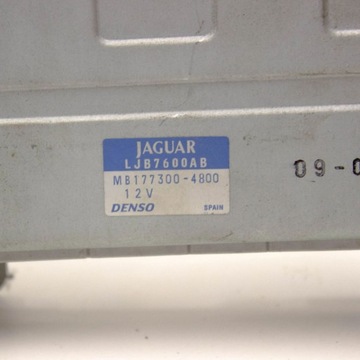 JAGUAR
LJB7600AB
MB177300-4800
12V
DENSO SPAIN
09-0